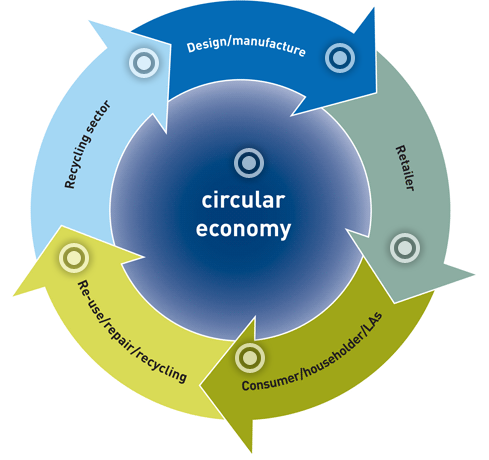 Design/manufacture
Retailer
Consumer/householder/LAs
Re-use/repair/recycling
Recycling sector
circular
economy